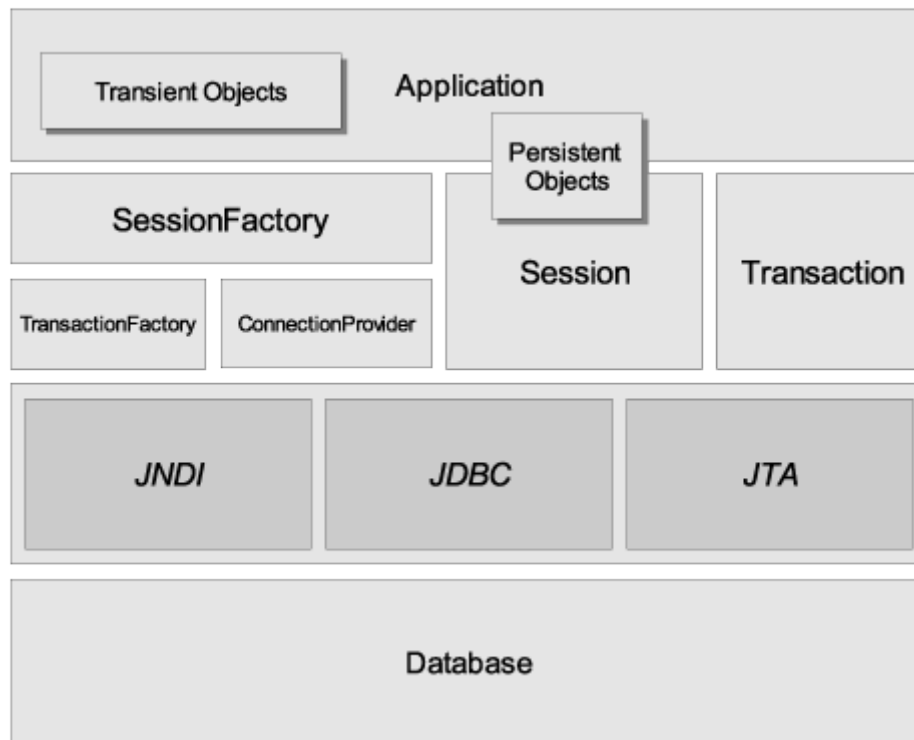 Transient Objects
Application
Persistent
Objects
SessionFactory
Session
Transaction
TransactionFactory
ConnectionProvider
JNDI
JDBC
JTA
Database